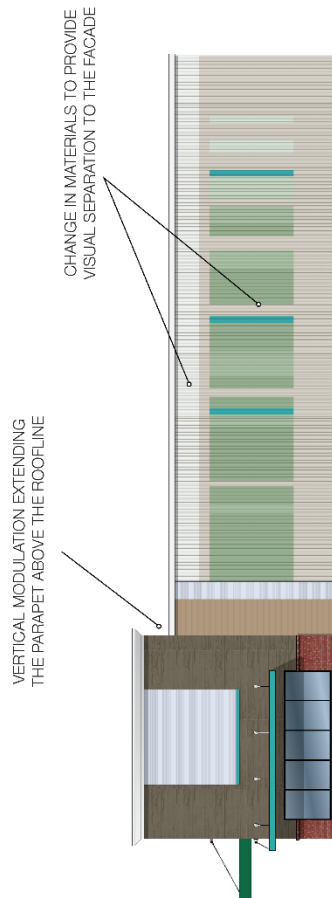 VERTICAL MODULATION EXTENDING
THE PARAPET ABOVE THE ROOFLINE
CHANGE IN MATERIALS TO PROVIDE
VISUAL SEPARATION TO THE FACADE